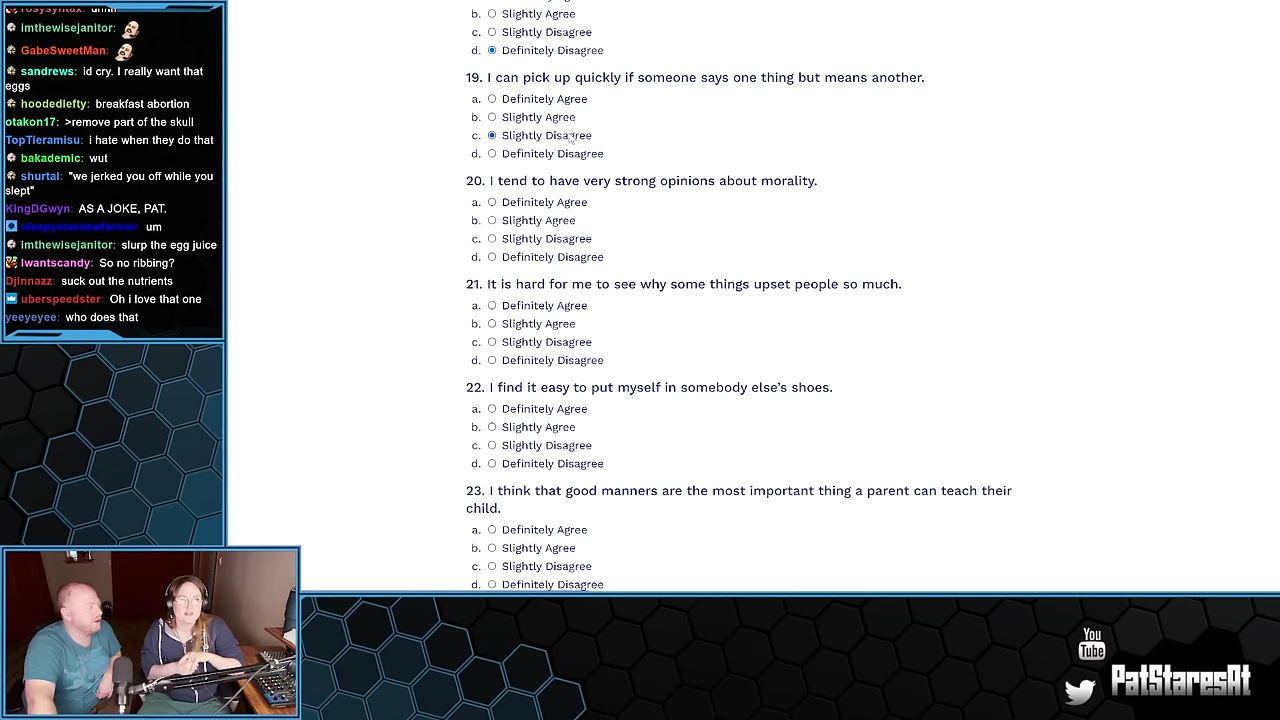 imthewisejanitor:
GabeSweetMan:
sandrews: id cry. I really want that
eggs
hoodedlefty: breakfast abortion
otakon17: >remove part of the skull
TopTieramisu: i hate when they do that
bakademic: wut
shurtal: "we jerked you off while you
slept"
KingDGwyn: AS A JOKE, PAT.
sleepystardewfarmer: um
imthewisejanitor: slurp the egg juice
Iwantscandy: So no ribbing?
Djinnazz: suck out the nutrients
uberspeedster: Oh i love that one
yeeyeyee: who does that
b. Slightly Agree
c. Slightly Disagree
d. Definitely Disagree
19. I can pick up quickly if someone says one thing but means another.
a. Definitely Agree
b. Slightly Agree
c. Slightly Disagree
d. Definitely Disagree
20. I tend to have very strong opinions about morality.
a. Definitely Agree
b. Slightly Agree
c. Slightly Disagree
d. Definitely Disagree
21. It is hard for me to see why some things upset people so much.
a. Definitely Agree
b. Slightly Agree
c. Slightly Disagree
d. Definitely Disagree
22. I find it easy to put myself in somebody else’s shoes.
a. Definitely Agree
b. Slightly Agree
c. Slightly Disagree
d. Definitely Disagree
23. I think that good manners are the most important thing a parent can teach their
child.
a. Definitely Agree
b. Slightly Agree
c. Slightly Disagree
d. Definitely Disagree
You
Tube
PatStaresAt